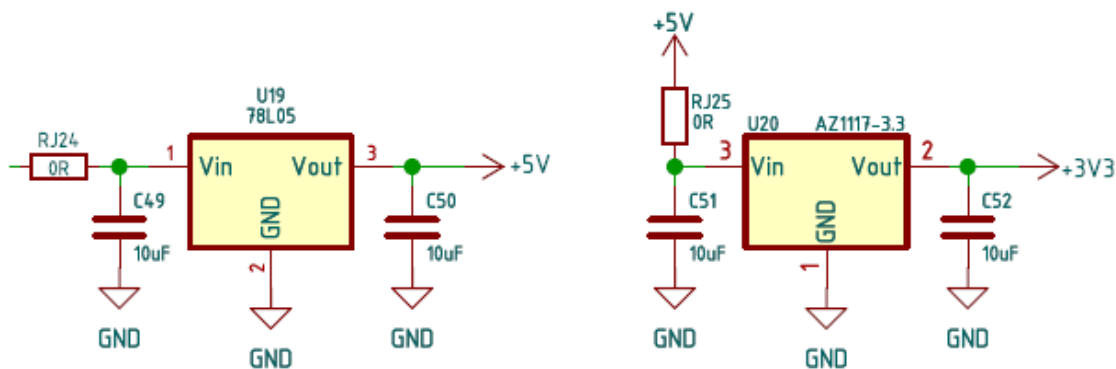 U19
78L05
RJ24
0R
1
Vin
Vout
GND
3
+5V
C49
10uF
2
C50
10uF
GND
GND
GND
+5V
RJ25
0R
U20
AZ1117-3.3
3
Vin
Vout
GND
2
+3V3
C51
10uF
1
C52
10uF
GND
GND
GND